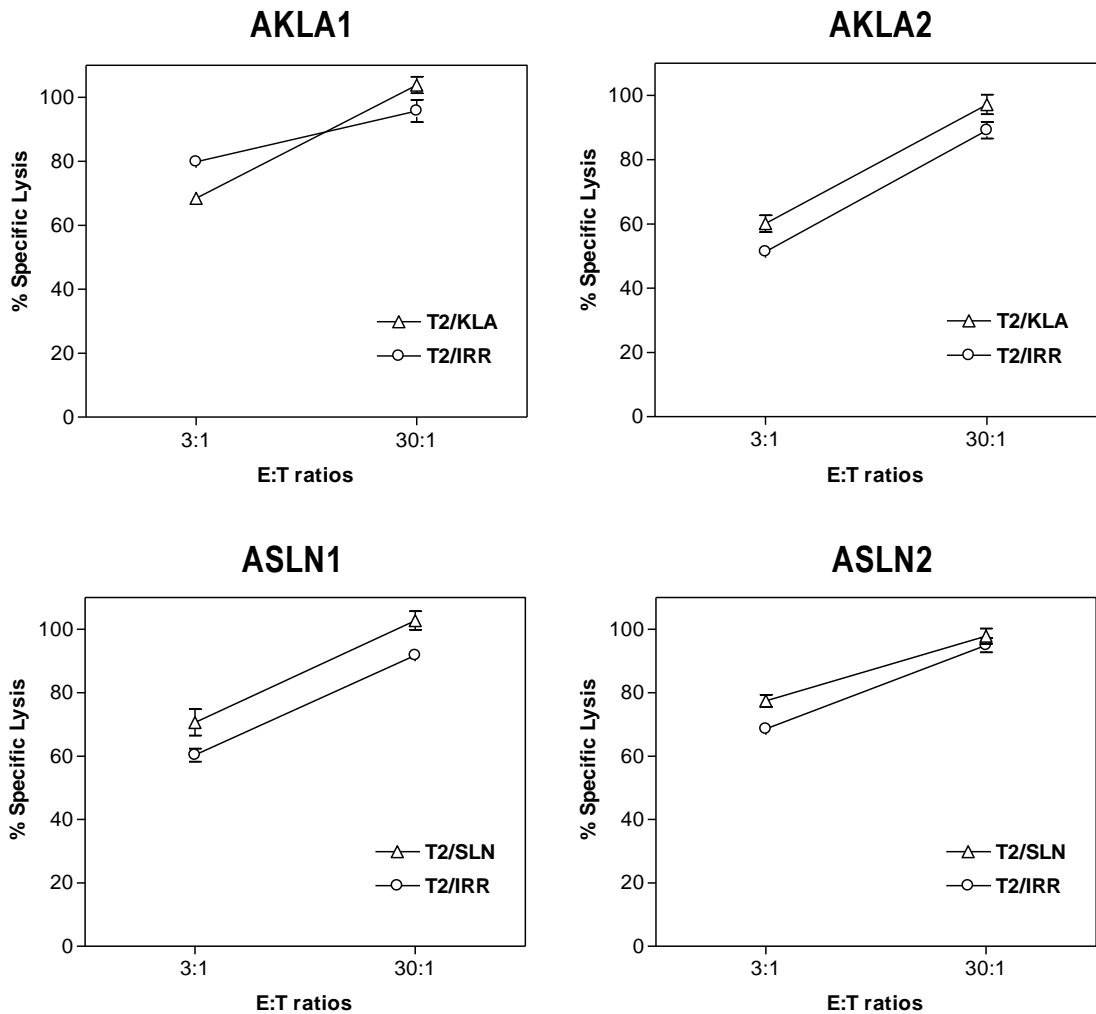 AKLA1
% Specific Lysis
100
80
60
40
20
0
T2/KLA
T2/IRR
3:1
30:1
E:T ratios
AKLA2
% Specific Lysis
100
80
60
40
20
0
T2/KLA
T2/IRR
3:1
30:1
E:T ratios
ASLN1
% Specific Lysis
100
80
60
40
20
0
T2/SLN
T2/IRR
3:1
30:1
E:T ratios
ASLN2
% Specific Lysis
100
80
60
40
20
0
T2/SLN
T2/IRR
3:1
30:1
E:T ratios